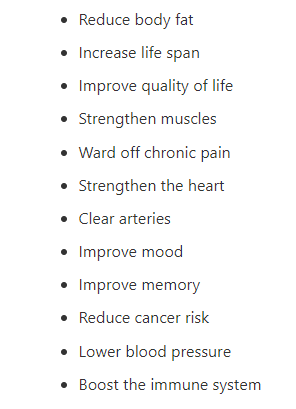 • Reduce body fat
• Increase life span
• Improve quality of life
• Strengthen muscles
• Ward off chronic pain
• Strengthen the heart
• Clear arteries
• Improve mood
• Improve memory
• Reduce cancer risk
• Lower blood pressure
• Boost the immune system